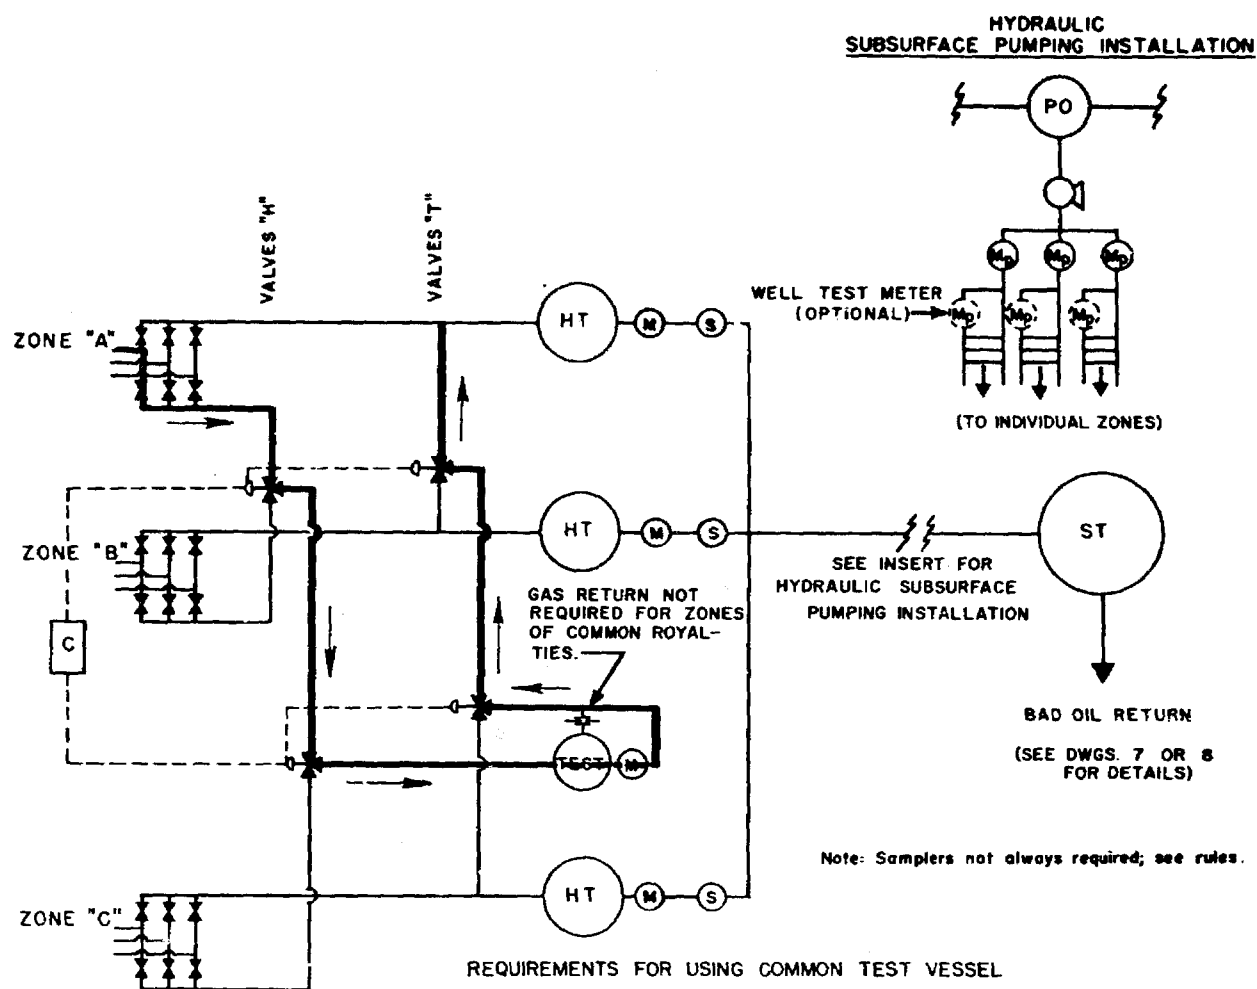 HYDRAULIC
SUBSURFACE PUMPING INSTALLATION
PO
Mp Mp Mp
WELL TEST METER
(OPTIONAL)
Mp Mp Mp
(TO INDIVIDUAL ZONES)
VALVES "H"
VALVES "T"
ZONE "A"
HT M S
ZONE "B"
HT M S
ST
SEE INSERT FOR
HYDRAULIC SUBSURFACE
PUMPING INSTALLATION
GAS RETURN NOT
REQUIRED FOR ZONES
OF COMMON ROYAL-
TIES.
C
TEST M
BAD OIL RETURN
(SEE DWGS. 7 OR 8
FOR DETAILS)
Note: Samplers not always required; see rules.
ZONE "C"
HT M S
REQUIREMENTS FOR USING COMMON TEST VESSEL